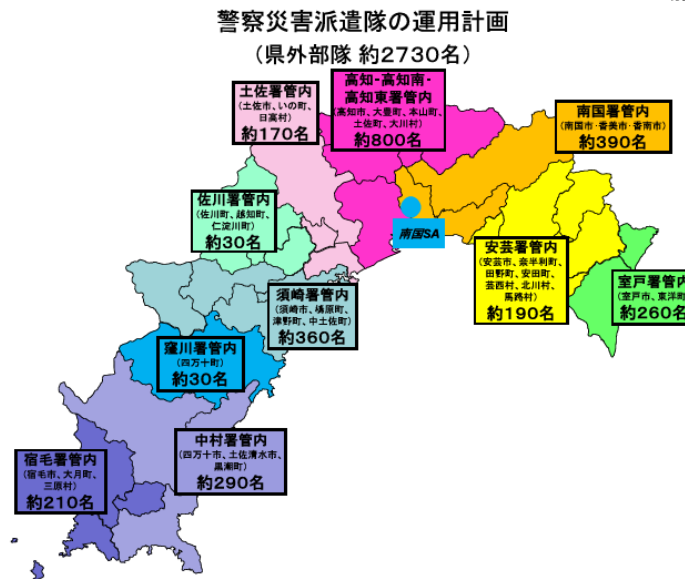 警察災害派遣隊の運用計画
（県外部隊 約2730名）
土佐署管内
（土佐市、いの町、
日高村）
約170名
高知-高知南-
高知東署管内
（高知市、大豊町、本山町、
土佐町、大川村）
約800名
南国署管内
（南国市・香美市・香南市）
約390名
佐川署管内
（佐川町、越知町、
仁淀川町）
約30名
南国SA
安芸署管内
（安芸市、奈半利町、
田野町、安田町、
芸西村、北川村、
馬路村）
約190名
室戸署管内
（室戸市、東洋町
約260名
須崎署管内
（須崎市、梼原町、
津野町、中土佐町）
約360名
窪川署管内
（四万十町）
約30名
中村署管内
（四万十市、土佐清水市、
黒潮町）
約290名
宿毛署管内
（宿毛市、大月町、
三原村）
約210名